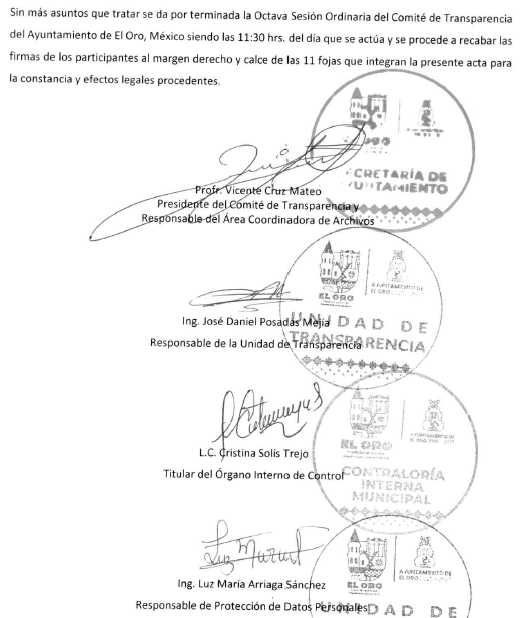 Sin más asuntos que tratar se da por terminada la Octava Sesión Ordinaria del Comité de Transparencia
del Ayuntamiento de El Oro, México siendo las 11:30 hrs. del día que se actúa y se procede a recabar las
firmas de los participantes al margen derecho y calce de las 11 fojas que integran la presente acta para
la constancia y efectos legales procedentes.
SECRETARÍA DE
AYUNTAMIENTO
Profr. Vicente Cruz Mateo
Presidente del Comité de Transparencia y
Responsable del Área Coordinadora de Archivos
EL ORO
AYUNTAMIENTO DE
EL ORO
Ing. José Daniel Posadas Mejia
UNIDAD DE
TRANSPARENCIA
Responsable de la Unidad de Transparencia
EL ORO
AYUNTAMIENTO DE
EL ORO
L.C. Cristina Solís Trejo
Titular del Órgano Interno de Control
CONTRALORÍA
INTERNA
MUNICIPAL
Luz
EL ORO
AYUNTAMIENTO DE
EL ORO
Ing. Luz María Arriaga Sánchez
Responsable de Protección de Datos Personales
UNIDAD DE